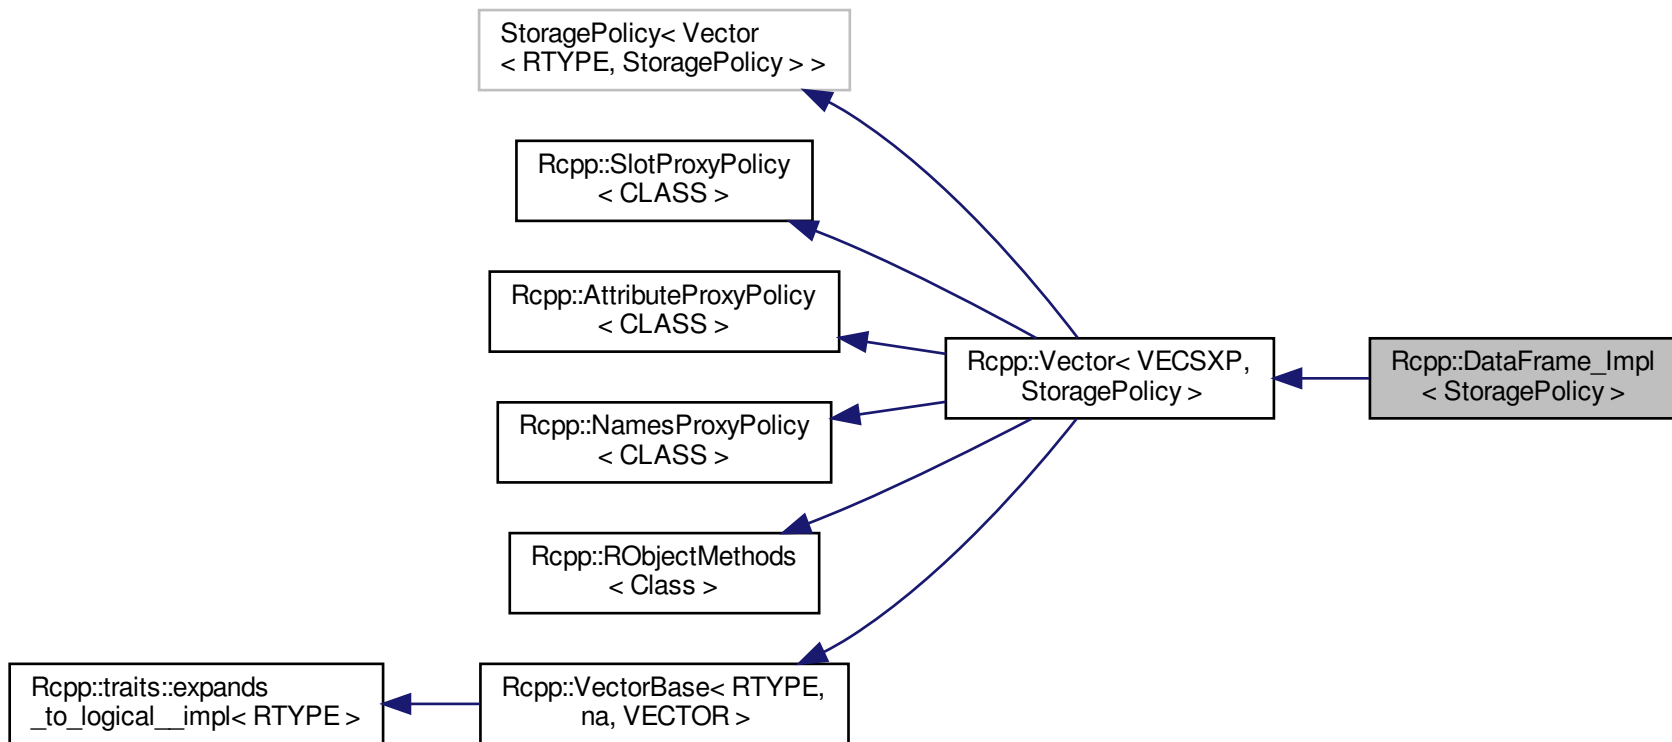 StoragePolicy< Vector
< RTYPE, StoragePolicy > >
Rcpp::SlotProxyPolicy
< CLASS >
Rcpp::AttributeProxyPolicy
< CLASS >
Rcpp::Vector< VECSXP,
StoragePolicy >
Rcpp::DataFrame_Impl
< StoragePolicy >
Rcpp::NamesProxyPolicy
< CLASS >
Rcpp::RObjectMethods
< Class >
Rcpp::traits::expands
_to_logical__impl< RTYPE >
Rcpp::VectorBase< RTYPE,
na, VECTOR >